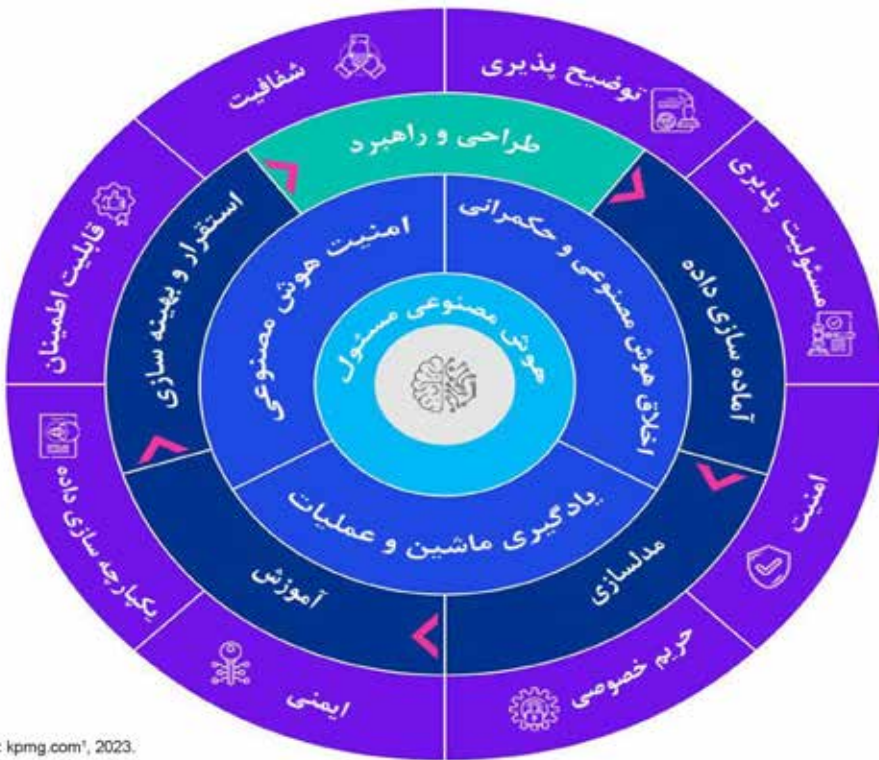 شفافیت
توضیح پذیری
مسئولیت پذیری
امنیت
حریم خصوصی
ایمنی
یکپارچه سازی داده
قابلیت اطمینان
طراحی و راهبرد
آماده سازی داده
مدلسازی
آموزش
استقرار و بهینه سازی
امنیت هوش مصنوعی
اخلاق هوش مصنوعی و حکمرانی
یادگیری ماشین و عملیات
هوش مصنوعی مسئول
: kpmg.com¹, 2023.